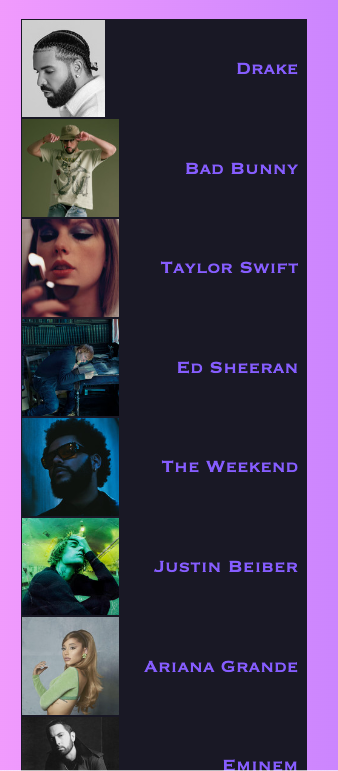 Drake
Bad Bunny
Taylor Swift
Ed Sheeran
The Weekend
Justin Beiber
Ariana Grande
Eminem